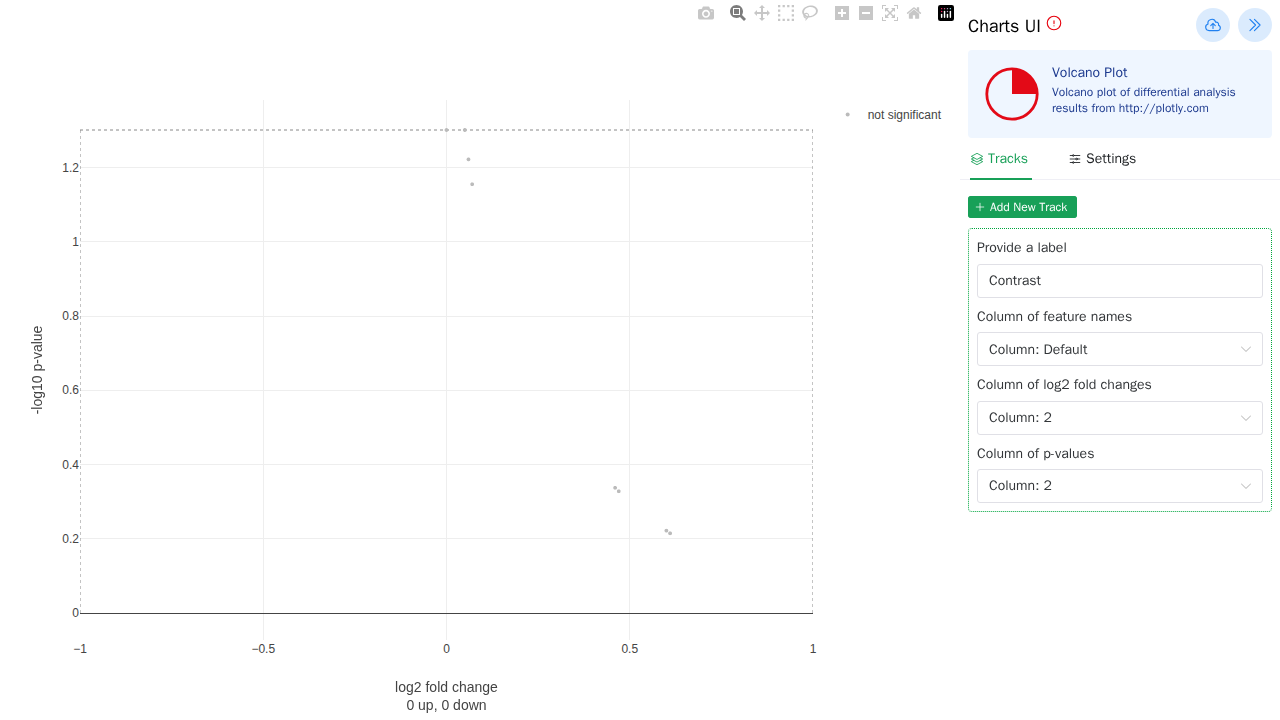 Charts UI
Volcano Plot
Volcano plot of differential analysis
results from http://plotly.com
Tracks
Settings
Add New Track
Provide a label
Contrast
Column of feature names
Column: Default
Column of log2 fold changes
Column: 2
Column of p-values
Column: 2
not significant
-log10 p-value
1.2
1
0.8
0.6
0.4
0.2
0
−1
−0.5
0
0.5
1
log2 fold change
0 up, 0 down